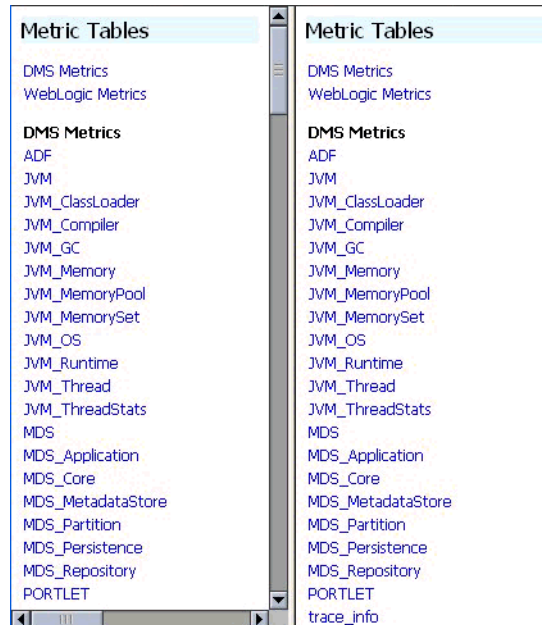 Metric Tables
DMS Metrics
WebLogic Metrics
DMS Metrics
ADF
JVM
JVM_ClassLoader
JVM_Compiler
JVM_GC
JVM_Memory
JVM_MemoryPool
JVM_MemorySet
JVM_OS
JVM_Runtime
JVM_Thread
JVM_ThreadStats
MDS
MDS_Application
MDS_Core
MDS_MetadataStore
MDS_Partition
MDS_Persistence
MDS_Repository
PORTLET
Metric Tables
DMS Metrics
WebLogic Metrics
DMS Metrics
ADF
JVM
JVM_ClassLoader
JVM_Compiler
JVM_GC
JVM_Memory
JVM_MemoryPool
JVM_MemorySet
JVM_OS
JVM_Runtime
JVM_Thread
JVM_ThreadStats
MDS
MDS_Application
MDS_Core
MDS_MetadataStore
MDS_Partition
MDS_Persistence
MDS_Repository
PORTLET
trace_info